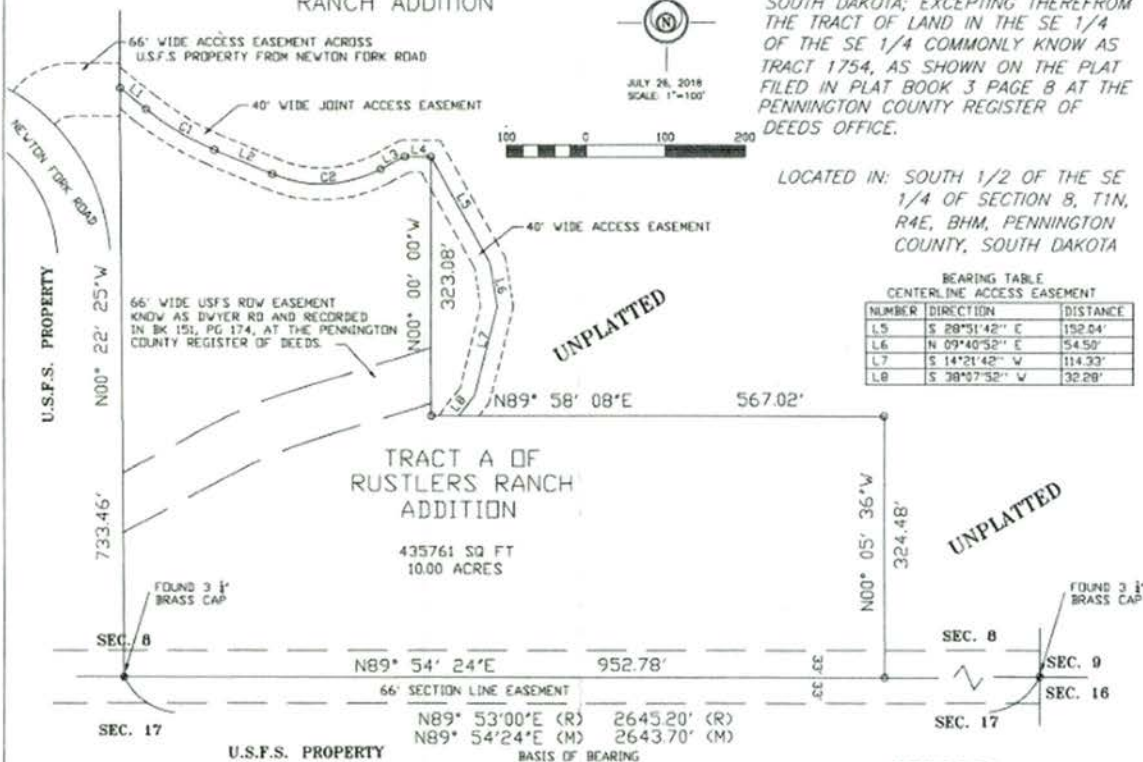 RANCH ADDITION
SOUTH DAKOTA; EXCEPTING THEREFROM
THE TRACT OF LAND IN THE SE 1/4
OF THE SE 1/4 COMMONLY KNOW AS
TRACT 1754, AS SHOWN ON THE PLAT
FILED IN PLAT BOOK 3 PAGE 8 AT THE
PENNINGTON COUNTY REGISTER OF
DEEDS OFFICE.
N
JULY 26, 2018
SCALE: 1"=100'
100 0 100 200
66' WIDE ACCESS EASEMENT ACROSS
U.S.F.S PROPERTY FROM NEWTON FORK ROAD
40' WIDE JOINT ACCESS EASEMENT
L1
C1
L2
C2
L3
L4
NEWTON FORK ROAD
LOCATED IN: SOUTH 1/2 OF THE SE
1/4 OF SECTION 8, T1N,
R4E, BHM, PENNINGTON
COUNTY, SOUTH DAKOTA
L5
40' WIDE ACCESS EASEMENT
L6
L7
L8
N00° 00' 00"W
323.08'
BEARING TABLE
CENTERLINE ACCESS EASEMENT
NUMBER DIRECTION DISTANCE
L5 S 28°51'42" E 152.04'
L6 N 09°40'52" E 54.50'
L7 S 14°21'42" W 114.33'
L8 S 38°07'52" W 32.28'
U.S.F.S. PROPERTY
N00° 22' 25"W
733.46'
66' WIDE USFS ROW EASEMENT
KNOW AS DWYER RD AND RECORDED
IN BK 151, PG 174, AT THE PENNINGTON
COUNTY REGISTER OF DEEDS.
UNPLATTED
N89° 58' 08"E 567.02'
TRACT A OF
RUSTLERS RANCH
ADDITION
435761 SQ FT
10.00 ACRES
N00° 05' 36"W
324.48'
UNPLATTED
FOUND 3
BRASS CAP
FOUND 3
BRASS CAP
SEC. 8
SEC. 8
SEC. 9
N89° 54' 24"E 952.78'
33'
33'
66' SECTION LINE EASEMENT
SEC. 16
SEC. 17
SEC. 17
N89° 53'00"E (R) 2645.20' (R)
N89° 54'24"E (M) 2643.70' (M)
U.S.F.S. PROPERTY
BASIS OF BEARING